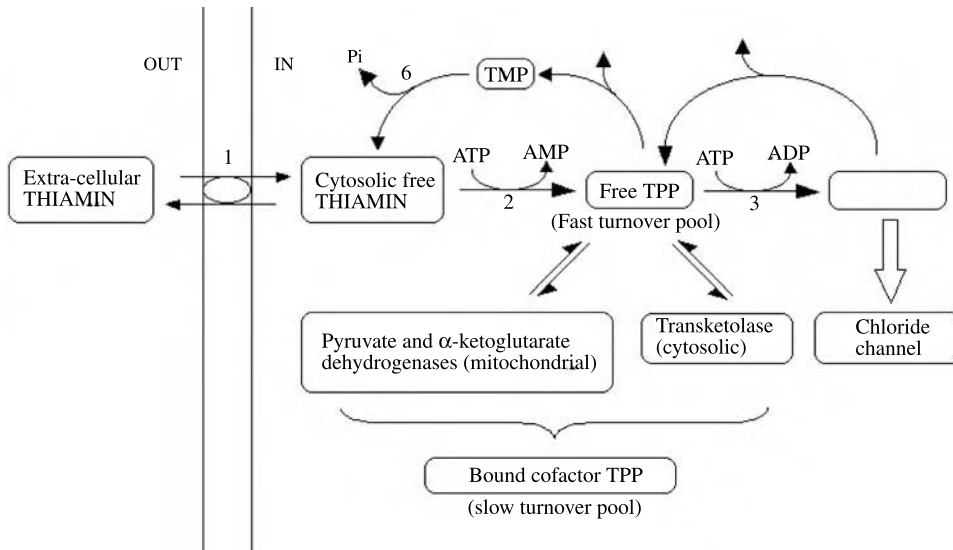 OUT
IN
Pi
6
TMP
1
Extra-cellular
THIAMIN
Cytosolic free
THIAMIN
ATP
AMP
2
Free TPP
(Fast turnover pool)
ATP
ADP
3
Pyruvate and α-ketoglutarate
dehydrogenases (mitochondrial)
Transketolase
(cytosolic)
Chloride
channel
Bound cofactor TPP
(slow turnover pool)